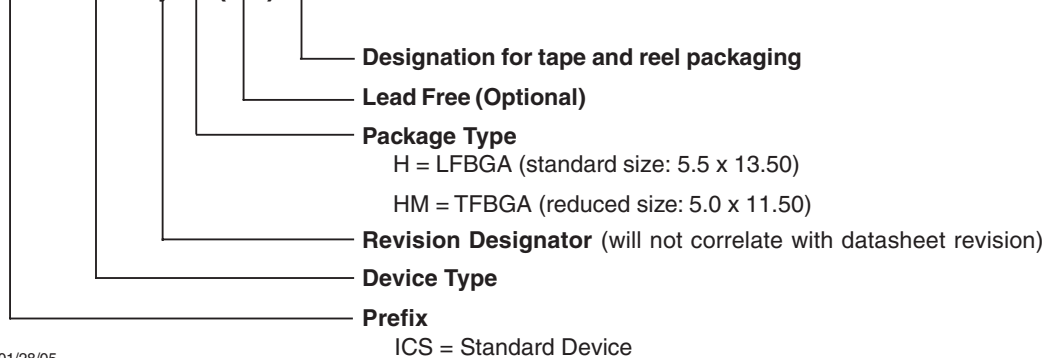 Designation for tape and reel packaging
Lead Free (Optional)
Package Type
H = LFBGA (standard size: 5.5 x 13.50)
HM = TFBGA (reduced size: 5.0 x 11.50)
Revision Designator (will not correlate with datasheet revision)
Device Type
Prefix
ICS = Standard Device